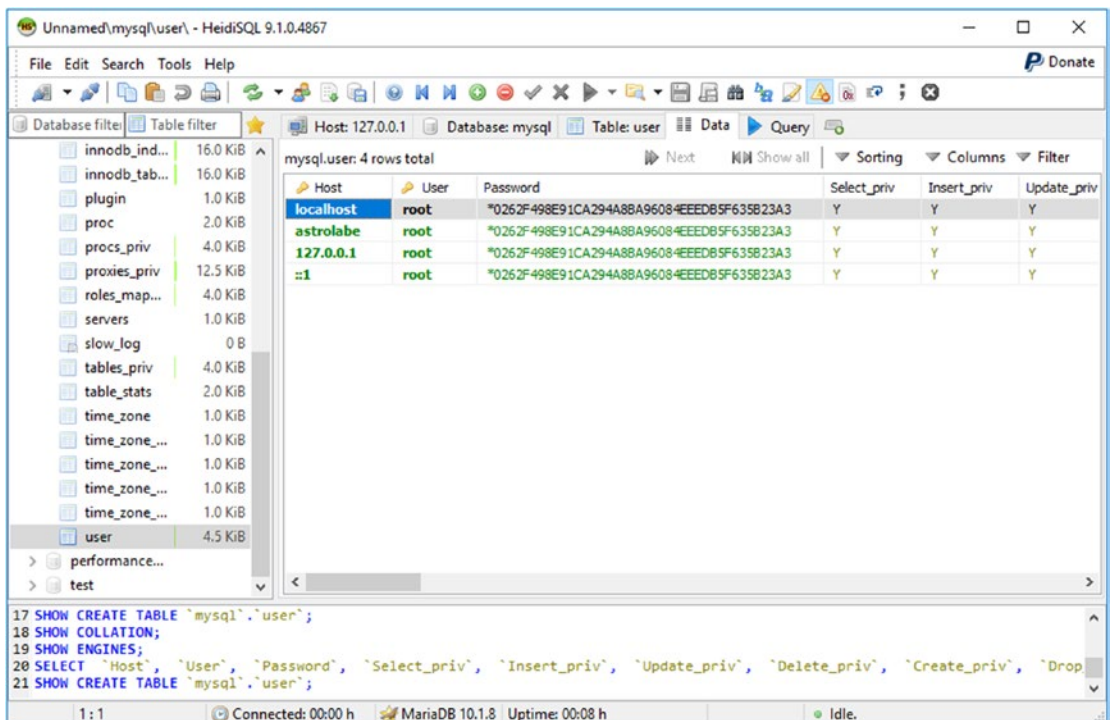 Unnamed\mysql\user\ - HeidiSQL 9.1.0.4867
File Edit Search Tools Help
Donate
Database filter Table filter
Host: 127.0.0.1 Database: mysql Table: user Data Query
mysql.user: 4 rows total Next Show all Sorting Columns Filter
innodb_ind... 16.0 KiB
innodb_tab... 16.0 KiB
plugin 1.0 KiB
proc 2.0 KiB
procs_priv 4.0 KiB
proxies_priv 12.5 KiB
roles_map... 4.0 KiB
servers 1.0 KiB
slow_log 0 B
tables_priv 4.0 KiB
table_stats 2.0 KiB
time_zone 1.0 KiB
time_zone_... 1.0 KiB
time_zone_... 1.0 KiB
time_zone_... 1.0 KiB
time_zone_... 1.0 KiB
user 4.5 KiB
performance...
test
Host User Password Select_priv Insert_priv Update_priv
localhost root *0262F498E91CA294A8BA96084EEEDB5F635B23A3 Y Y Y
astrolabe root *0262F498E91CA294A8BA96084EEEDB5F635B23A3 Y Y Y
127.0.0.1 root *0262F498E91CA294A8BA96084EEEDB5F635B23A3 Y Y Y
::1 root *0262F498E91CA294A8BA96084EEEDB5F635B23A3 Y Y Y
17 SHOW CREATE TABLE `mysql`.`user`;
18 SHOW COLLATION;
19 SHOW ENGINES;
20 SELECT `Host`, `User`, `Password`, `Select_priv`, `Insert_priv`, `Update_priv`, `Delete_priv`, `Create_priv`, `Drop_
21 SHOW CREATE TABLE `mysql`.`user`;
1 : 1 Connected: 00:00 h MariaDB 10.1.8 Uptime: 00:08 h Idle.